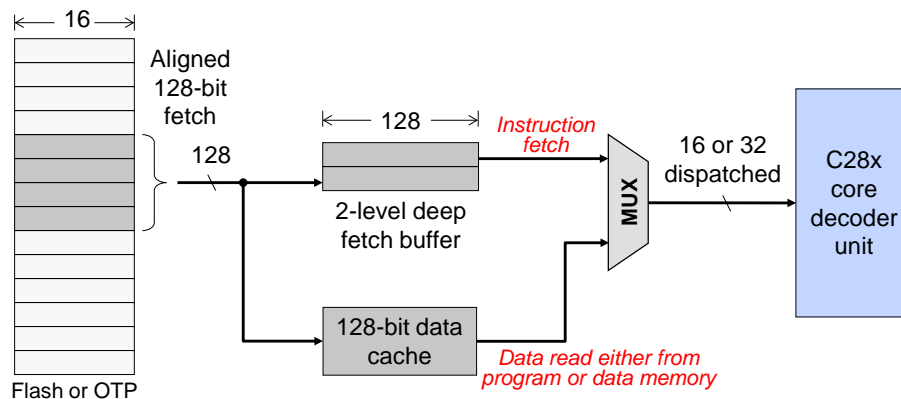 16
Aligned
128-bit
fetch
128
128
2-level deep
fetch buffer
Instruction
fetch
MUX
16 or 32
dispatched
C28x
core
decoder
unit
128-bit data
cache
Data read either from
program or data memory
Flash or OTP